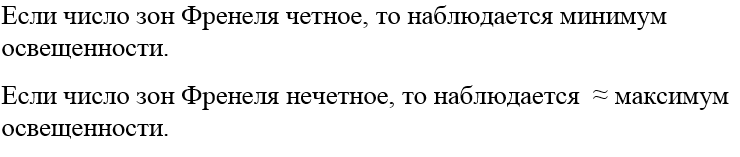 Если число зон Френеля четное, то наблюдается минимум
освещенности.
Если число зон Френеля нечетное, то наблюдается ≈ максимум
освещенности.